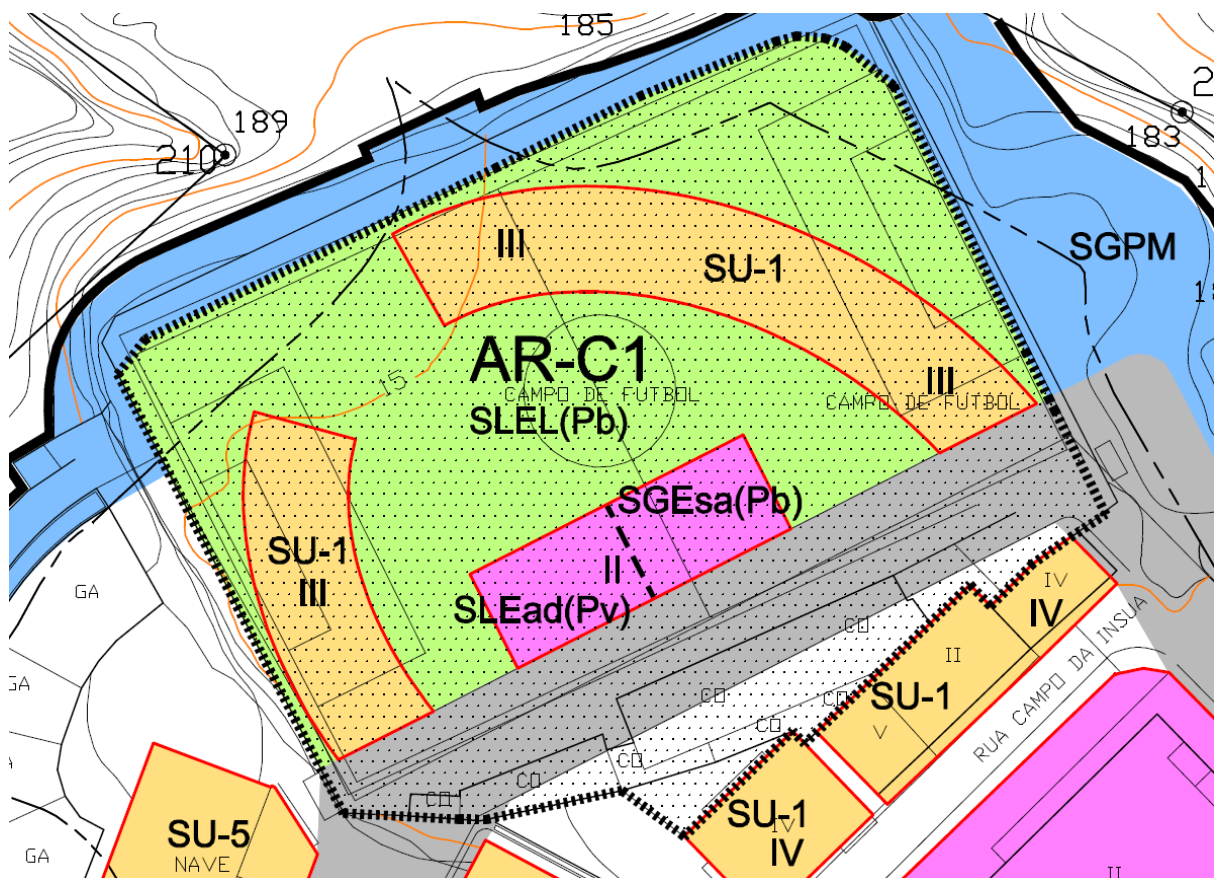 185
189
210
183
SGPM
III
SU-1
AR-C1
15
CAMPO DE FUTBOL
III
CAMPO DE FUTBOL
SLEL(Pb)
SGEsa(Pb)
SU-1
III
II
SLEad(Pv)
GA
GA
IV
IV
CO
II
SU-1
CO
CO
V
CO
RUA CAMPO DA INSUA
CO
CO
CO
SU-1
IV
IV
SU-5
NAVE
GA
II